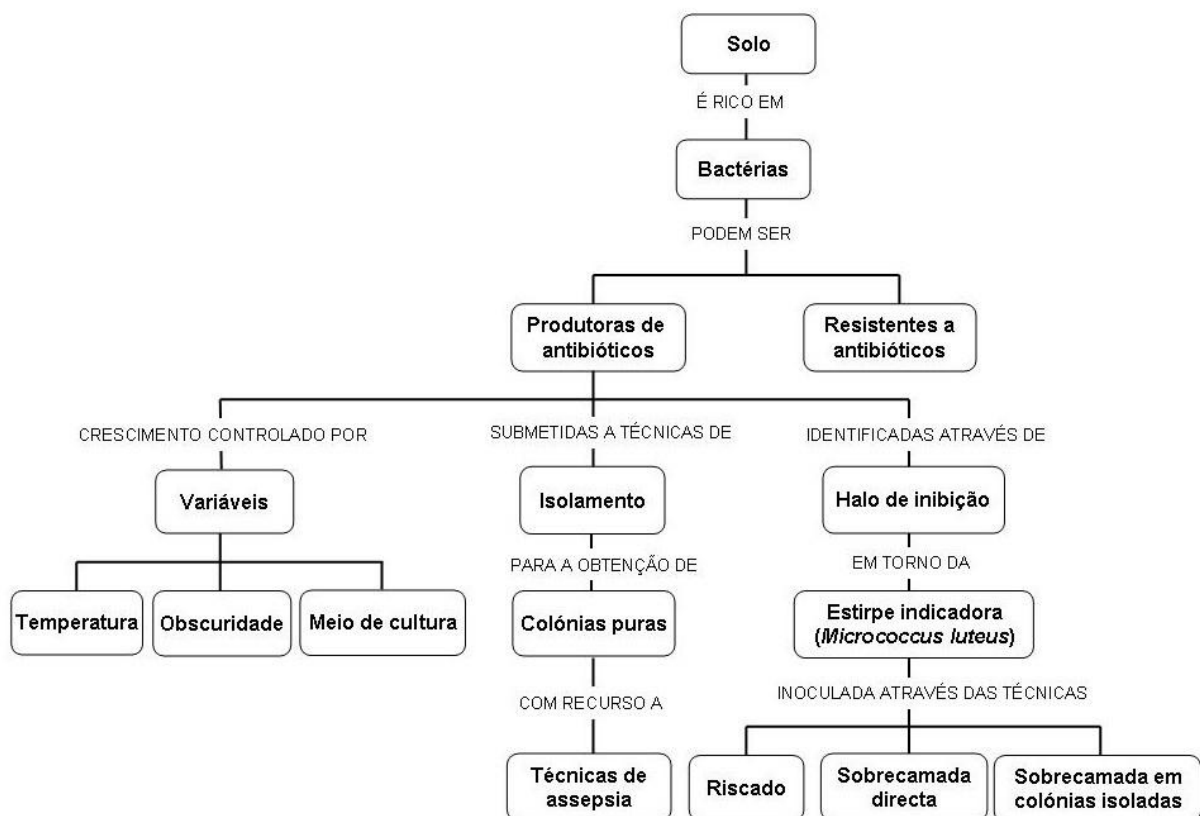 Solo
É RICO EM
Bactérias
PODEM SER
Produtoras de
antibióticos
Resistentes a
antibióticos
CRESCIMENTO CONTROLADO POR
SUBMETIDAS A TÉCNICAS DE
IDENTIFICADAS ATRAVÉS DE
Variáveis
Isolamento
Halo de inibição
PARA A OBTENÇÃO DE
EM TORNO DA
Temperatura
Obscuridade
Meio de cultura
Colónias puras
Estirpe indicadora
(Micrococcus luteus)
COM RECURSO A
INOCULADA ATRAVÉS DAS TÉCNICAS
Técnicas de
assepsia
Riscado
Sobrecamada
directa
Sobrecamada em
colónias isoladas